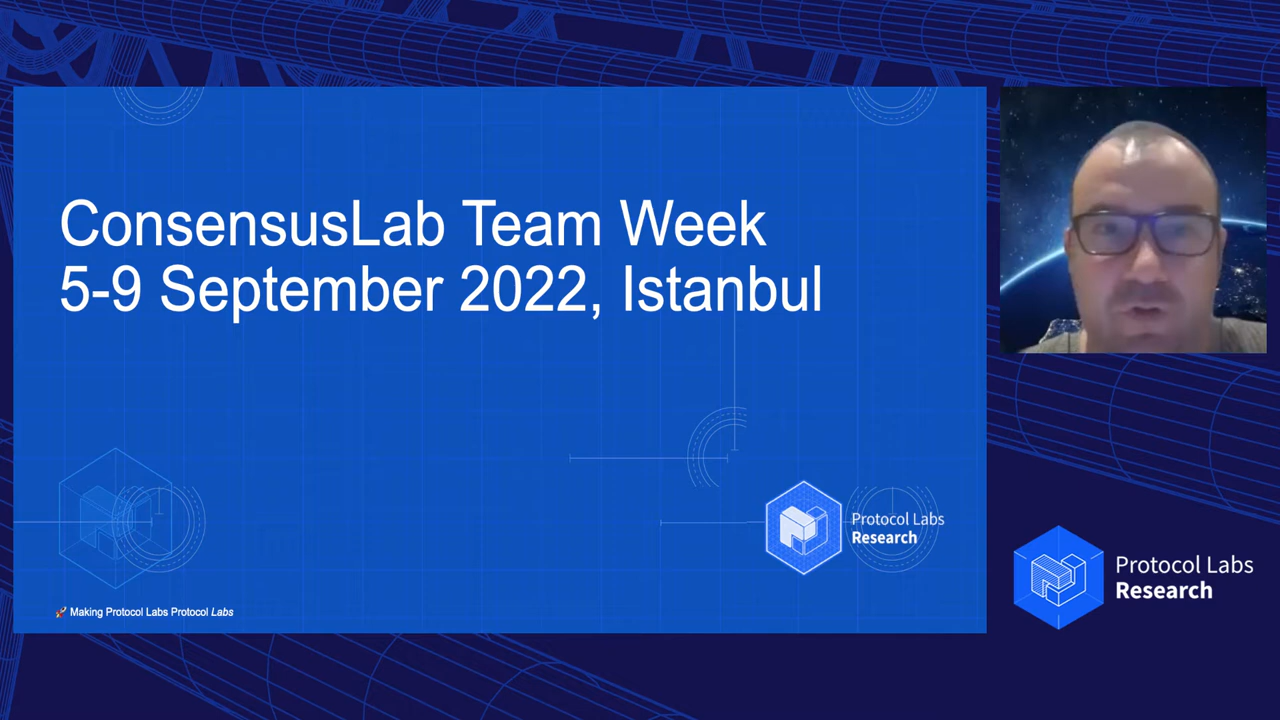 ConsensusLab Team Week
5-9 September 2022, Istanbul
Protocol Labs
Research
🚀 Making Protocol Labs Protocol Labs
Protocol Labs
Research